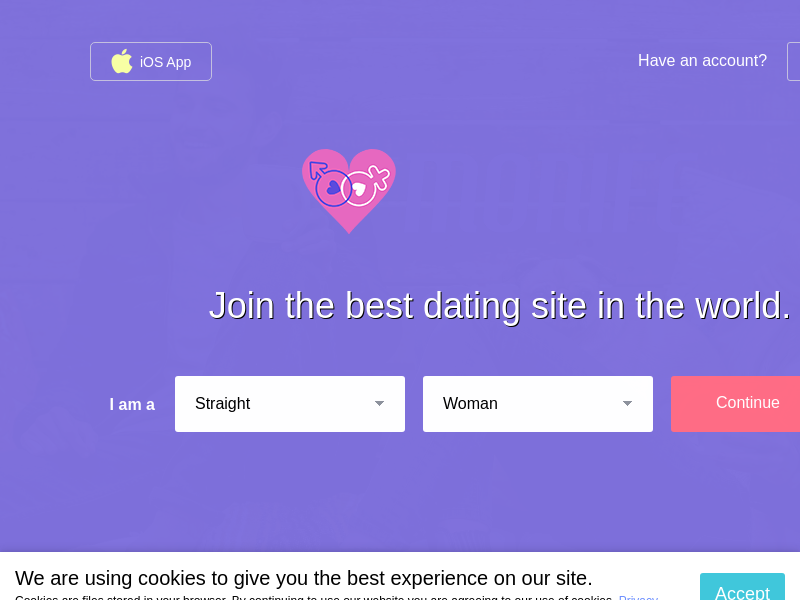 iOS App
Have an account?
Join the best dating site in the world.
I am a
Straight
Woman
Continue
We are using cookies to give you the best experience on our site.
Cookies are files stored in your browser. By continuing to use our website you are agreeing to our use of cookies. Privacy
Accept